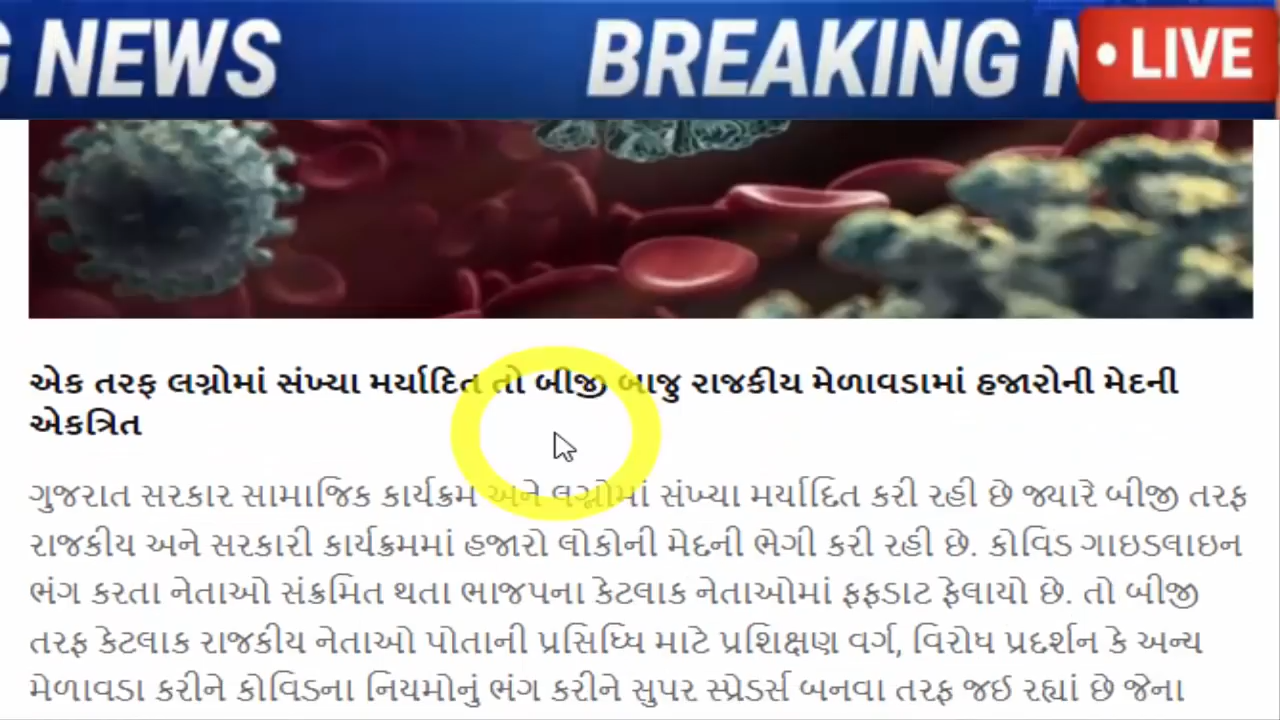 NEWS
BREAKING
• LIVE
એક તરફ લગ્નોમાં સંખ્યા મર્યાદિત તો બીજી બાજુ રાજકીય મેળાવડામાં હજારોની મેદની
એકત્રિત
ગુજરાત સરકાર સામાજિક કાર્યક્રમ અને લગ્નોમાં સંખ્યા મર્યાદિત કરી રહી છે જ્યારે બીજી તરફ
રાજકીય અને સરકારી કાર્યક્રમમાં હજારો લોકોની મેદની ભેગી કરી રહી છે. કોવિડ ગાઇડલાઇન
ભંગ કરતા નેતાઓ સંક્રમિત થતા ભાજપના કેટલાક નેતાઓમાં ફફડાટ ફેલાયો છે. તો બીજી
તરફ કેટલાક રાજકીય નેતાઓ પોતાની પ્રસિધ્ધિ માટે પ્રશિક્ષણ વર્ગ, વિરોધ પ્રદર્શન કે અન્ય
મેળાવડા કરીને કોવિડના નિયમોનું ભંગ કરીને સુપર સ્પ્રેડર્સ બનવા તરફ જઈ રહ્યાં છે જેના